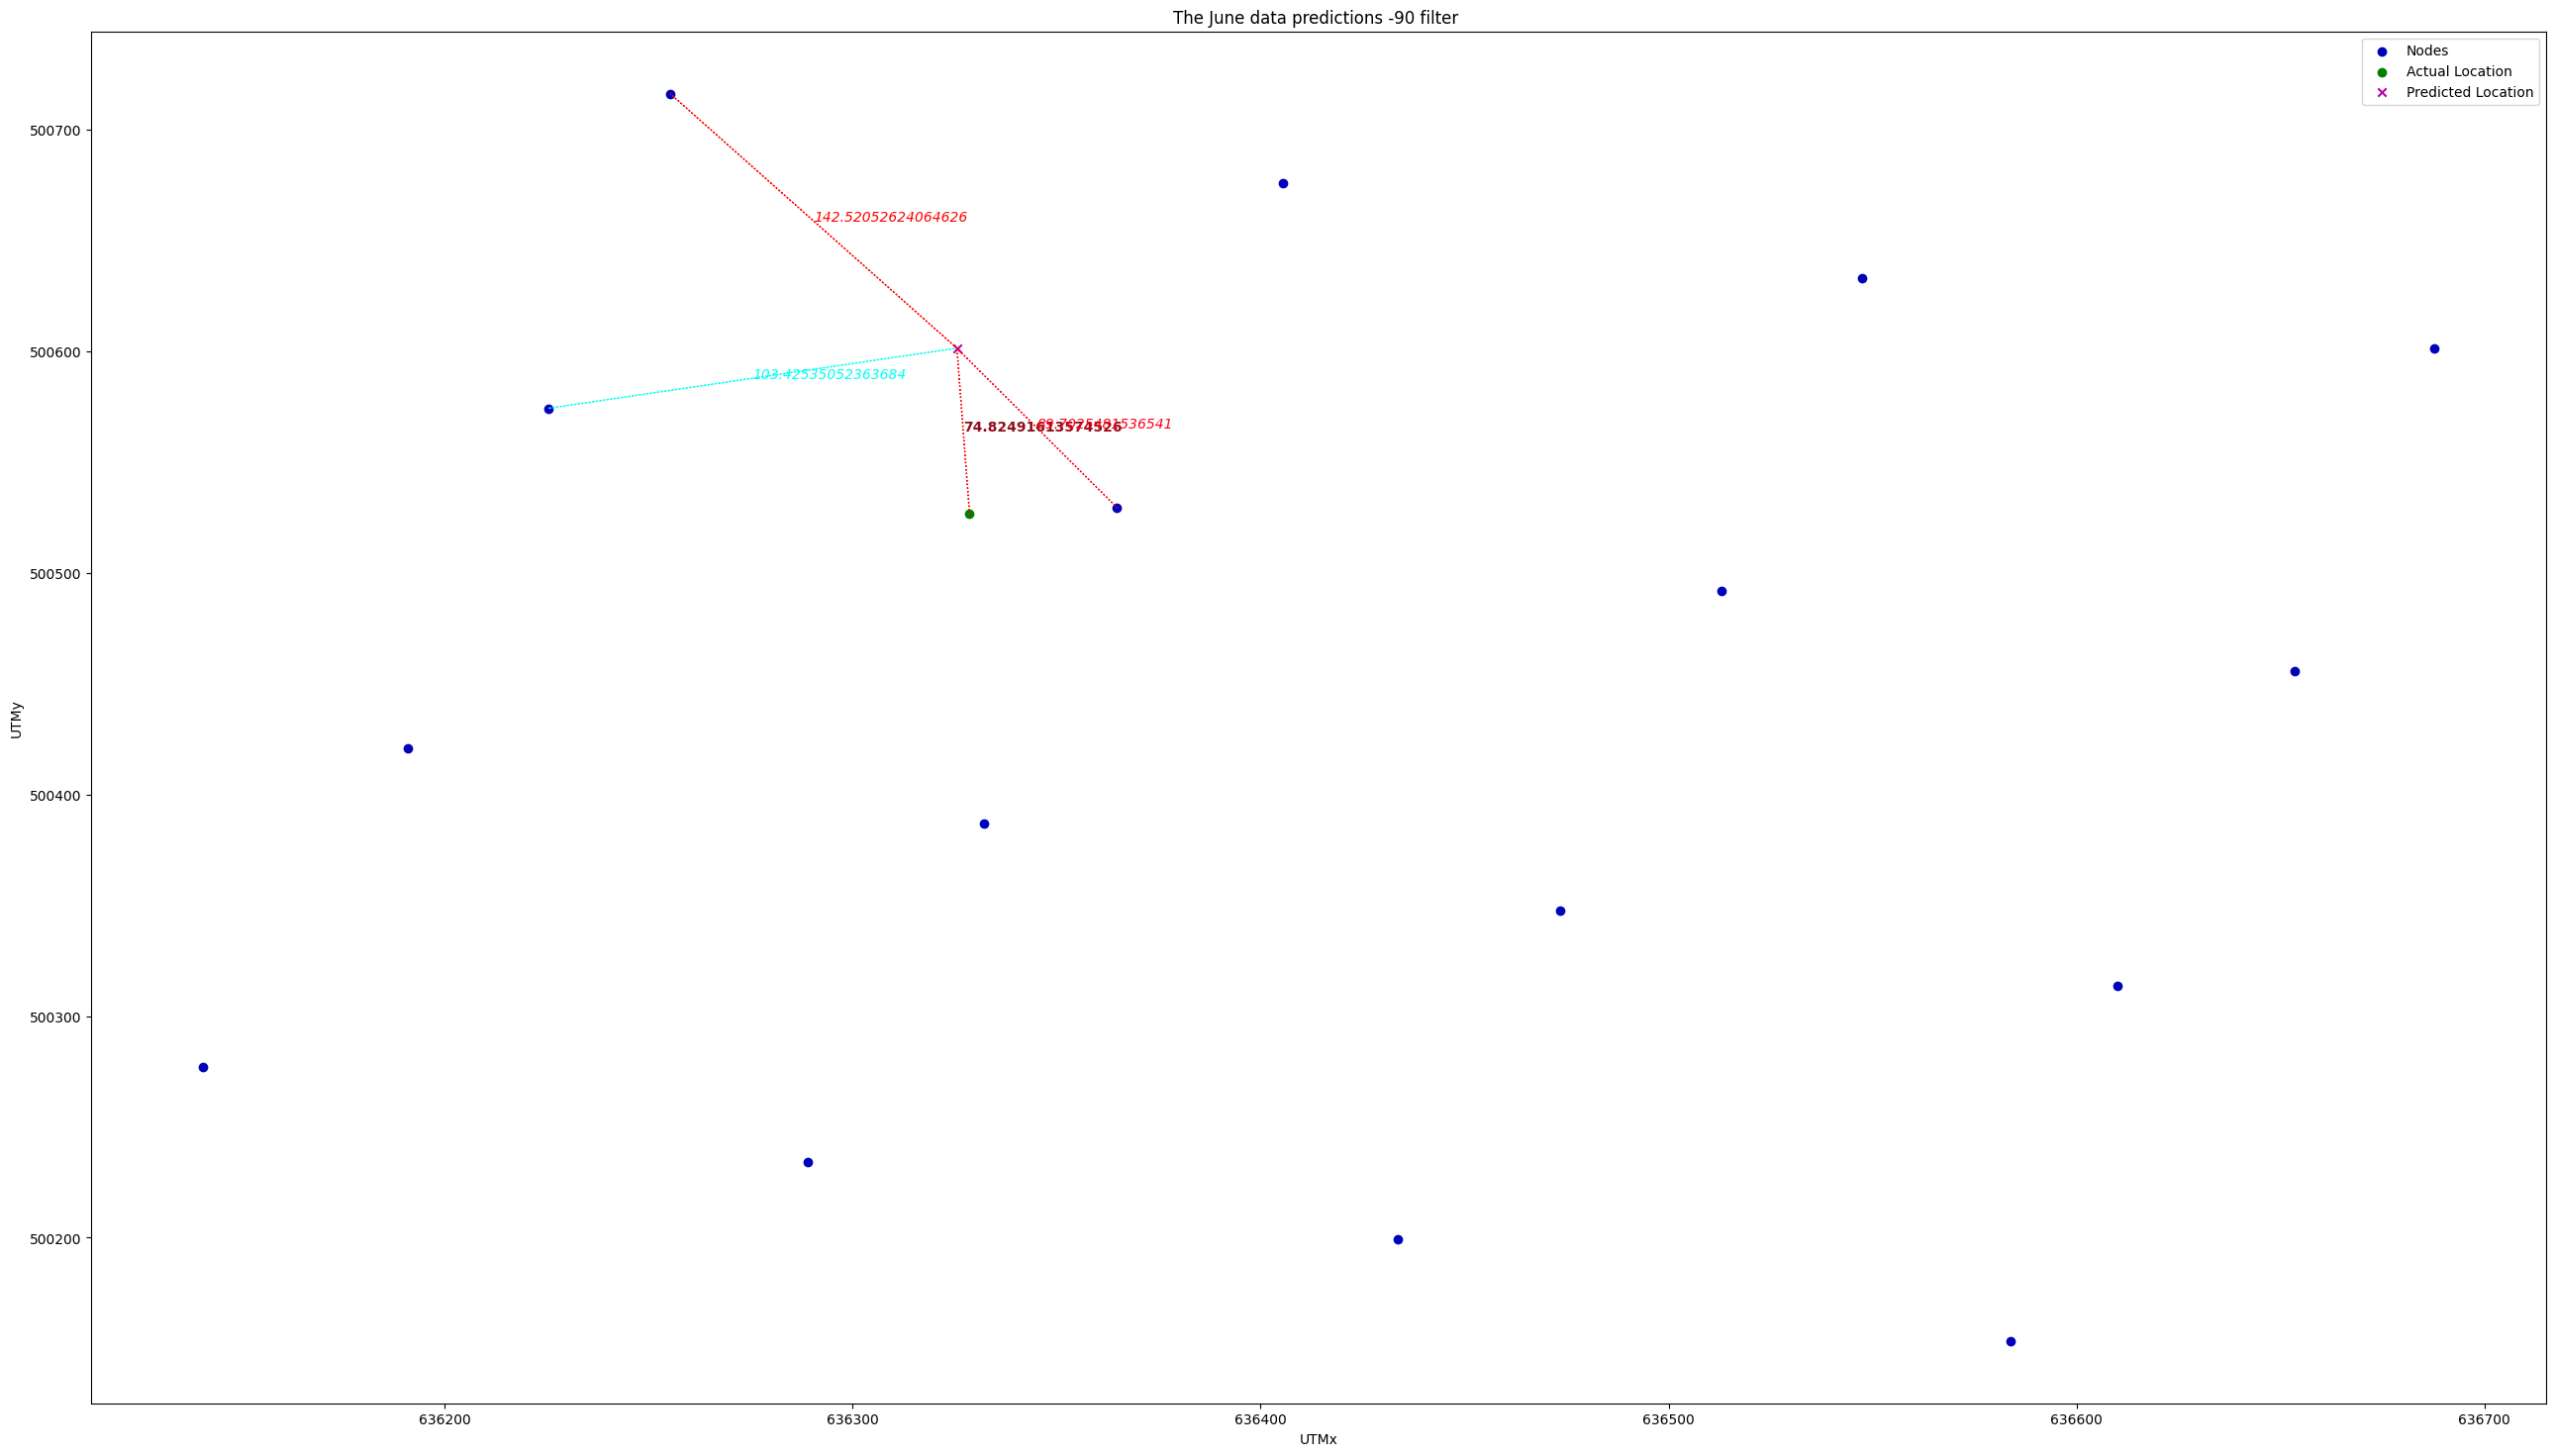 The June data predictions -90 filter
Nodes
Actual Location
Predicted Location
500700
500600
500500
500400
500300
500200
UTMy
142.52052624064626
103.42535052363684
74.82491613574526
636200
636300
636400
636500
636600
636700
UTMx